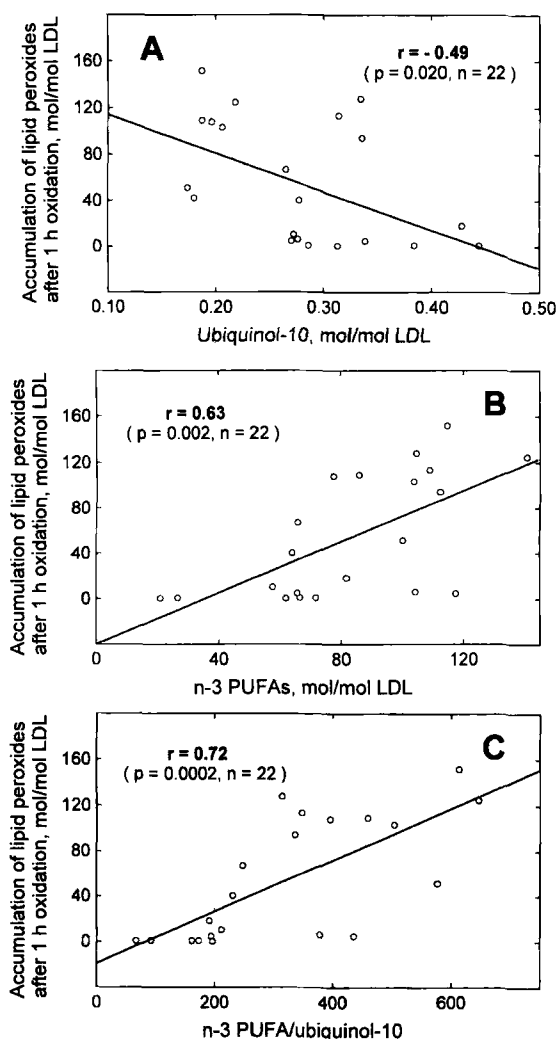 A
r = - 0.49
( p = 0.020, n = 22 )
Accumulation of lipid peroxides
after 1 h oxidation, mol/mol LDL
160
120
80
40
0
0.10 0.20 0.30 0.40 0.50
Ubiquinol-10, mol/mol LDL
B
r = 0.63
( p = 0.002, n = 22 )
Accumulation of lipid peroxides
after 1 h oxidation, mol/mol LDL
160
120
80
40
0
0 40 80 120
n-3 PUFAs, mol/mol LDL
C
r = 0.72
( p = 0.0002, n = 22 )
Accumulation of lipid peroxides
after 1 h oxidation, mol/mol LDL
160
120
80
40
0
0 200 400 600
n-3 PUFA/ubiquinol-10